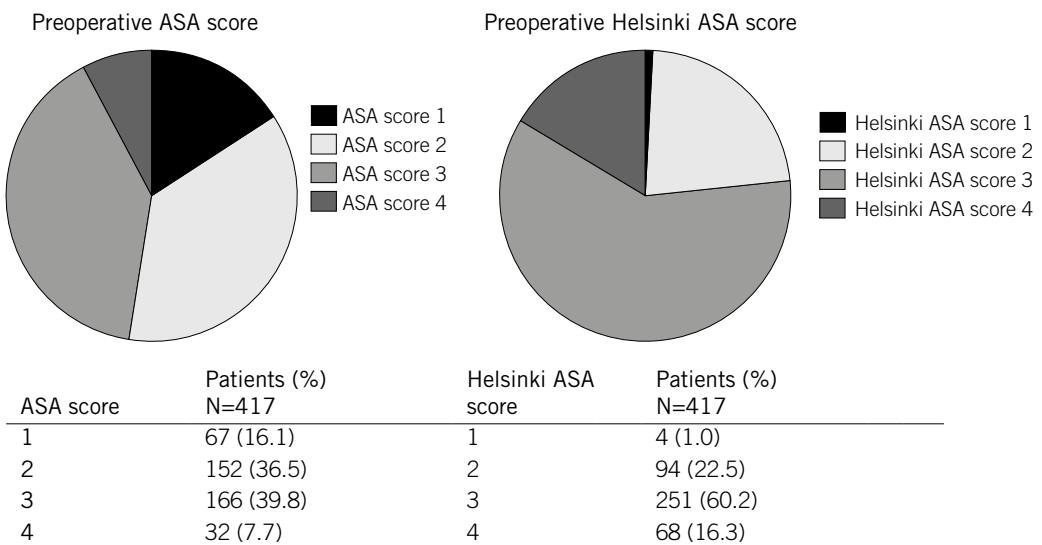 Preoperative ASA score
ASA score 1
ASA score 2
ASA score 3
ASA score 4
Preoperative Helsinki ASA score
Helsinki ASA score 1
Helsinki ASA score 2
Helsinki ASA score 3
Helsinki ASA score 4
ASA score Patients (%) N=417 Helsinki ASA score Patients (%) N=417
1 67 (16.1) 1 4 (1.0)
2 152 (36.5) 2 94 (22.5)
3 166 (39.8) 3 251 (60.2)
4 32 (7.7) 4 68 (16.3)